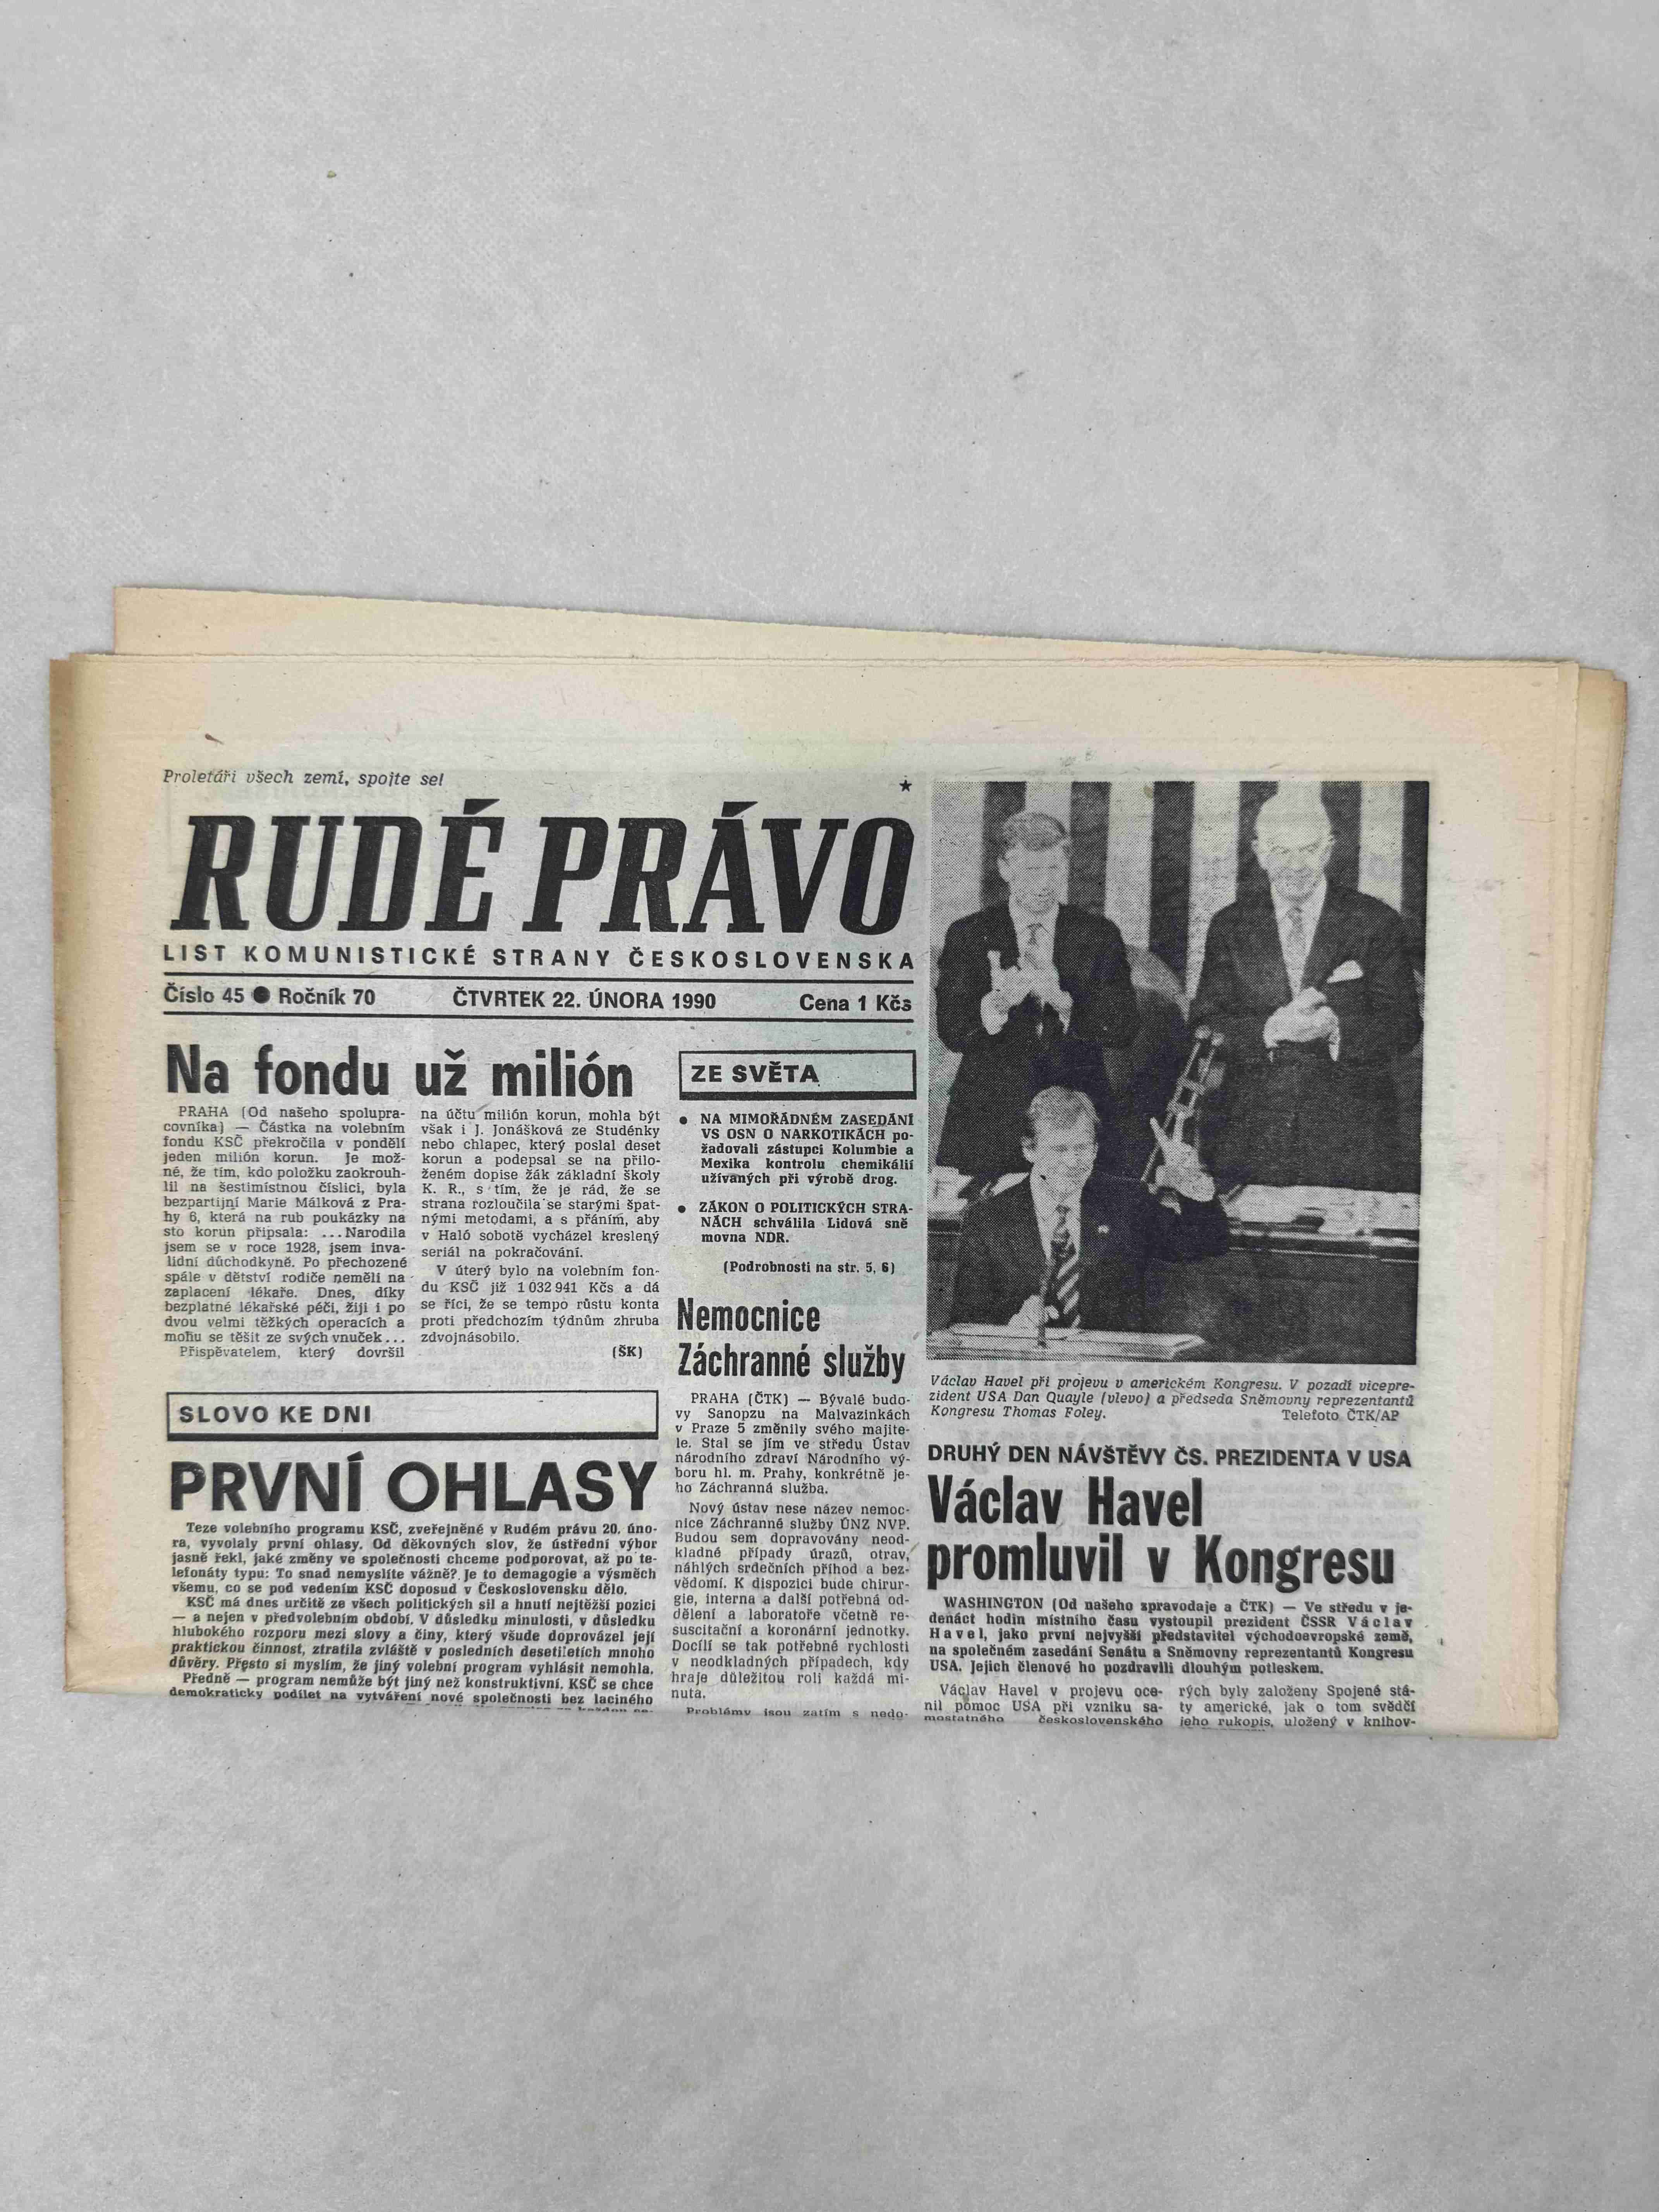 Proletáři všech zemí, spojte se!
★
RUDÉ PRÁVO
LIST KOMUNISTICKÉ STRANY ČESKOSLOVENSKA
Číslo 45 ● Ročník 70 ČTVRTEK 22. ÚNORA 1990 Cena 1 Kčs
Na fondu už milión
PRAHA (Od našeho spolupra-
covníka) — Částka na volebním
fondu KSČ překročila v pondělí
jeden milión korun. Je mož-
né, že tím, kdo položku zaokrouh-
lil na šestimístnou číslici, byla
bezpartijní Marie Málková z Pra-
hy 6, která na rub poukázky na
sto korun připsala: ...Narodila
jsem se v roce 1928, jsem inva-
lidní důchodkyně. Po přechozené
spále v dětství rodiče neměli na
zaplacení lékaře. Dnes, díky
bezplatné lékařské péči, žiji i po
dvou velmi těžkých operacích a
mohu se těšit ze svých vnuček...
Přispěvatelem, který dovršil
na účtu milión korun, mohla být
však i J. Jonášková ze Studénky
nebo chlapec, který poslal deset
korun a podepsal se na přilo-
ženém dopise žák základní školy
K. R., s tím, že je rád, že se
strana rozloučila se starými špat-
nými metodami, a s přáním, aby
v Haló sobotě vycházel kreslený
seriál na pokračování.
V úterý bylo na volebním fon-
du KSČ již 1 032 941 Kčs a dá
se říci, že se tempo růstu konta
proti předchozím týdnům zhruba
zdvojnásobilo.
(ŠK)
SLOVO KE DNI
PRVNÍ OHLASY
Teze volebního programu KSČ, zveřejněné v Rudém právu 20. úno-
ra, vyvolaly první ohlasy. Od děkovných slov, že ústřední výbor
jasně řekl, jaké změny ve společnosti chceme podporovat, až po te-
lefonáty typu: To snad nemyslíte vážně? Je to demagogie a výsměch
všemu, co se pod vedením KSČ doposud v Československu dělo.
KSČ má dnes určitě ze všech politických sil a hnutí nejtěžší pozici
— a nejen v předvolebním období. V důsledku minulosti, v důsledku
hlubokého rozporu mezi slovy a činy, který všude doprovázel její
praktickou činnost, ztratila zvláště v posledních desetiletích mnoho
důvěry. Přesto si myslím, že jiný volební program vyhlásit nemohla.
Předně — program nemůže být jiný než konstruktivní. KSČ se chce
demokraticky podílet na vytváření nové společnosti bez laciného
ZE SVĚTA
● NA MIMOŘÁDNÉM ZASEDÁNÍ
VS OSN O NARKOTIKÁCH po-
žadovali zástupci Kolumbie a
Mexika kontrolu chemikálií
užívaných při výrobě drog.
● ZÁKON O POLITICKÝCH STRA-
NÁCH schválila Lidová sně
movna NDR.
(Podrobnosti na str. 5, 6)
Nemocnice
Záchranné služby
PRAHA (ČTK) — Bývalé budo-
vy Sanopzu na Malvazinkách
v Praze 5 změnily svého majite-
le. Stal se jím ve středu Ústav
národního zdraví Národního vý-
boru hl. m. Prahy, konkrétně je-
ho Záchranná služba.
Nový ústav nese název nemoc-
nice Záchranné služby ÚNZ NVP.
Budou sem dopravovány neod-
kladné případy úrazů, otrav,
náhlých srdečních příhod a bez-
vědomí. K dispozici bude chirur-
gie, interna a další potřebná od-
dělení a laboratoře včetně re-
suscitační a koronární jednotky.
Docílí se tak potřebné rychlosti
v neodkladných případech, kdy
hraje důležitou roli každá mi-
nuta.
Problémy jsou zatím s nedo-
Václav Havel při projevu v americkém Kongresu. V pozadí vicepre-
zident USA Dan Quayle (vlevo) a předseda Sněmovny reprezentantů
Kongresu Thomas Foley. Telefoto ČTK/AP
DRUHÝ DEN NÁVŠTĚVY ČS. PREZIDENTA V USA
Václav Havel
promluvil v Kongresu
WASHINGTON (Od našeho zpravodaje a ČTK) — Ve středu v je-
denáct hodin místního času vystoupil prezident ČSSR Václav
Havel, jako první nejvyšší představitel východoevropské země,
na společném zasedání Senátu a Sněmovny reprezentantů Kongresu
USA. Jejich členové ho pozdravili dlouhým potleskem.
Václav Havel v projevu oce-
nil pomoc USA při vzniku sa-
mostatného československého
rých byly založeny Spojené stá-
ty americké, jak o tom svědčí
jeho rukopis, uložený v knihov-